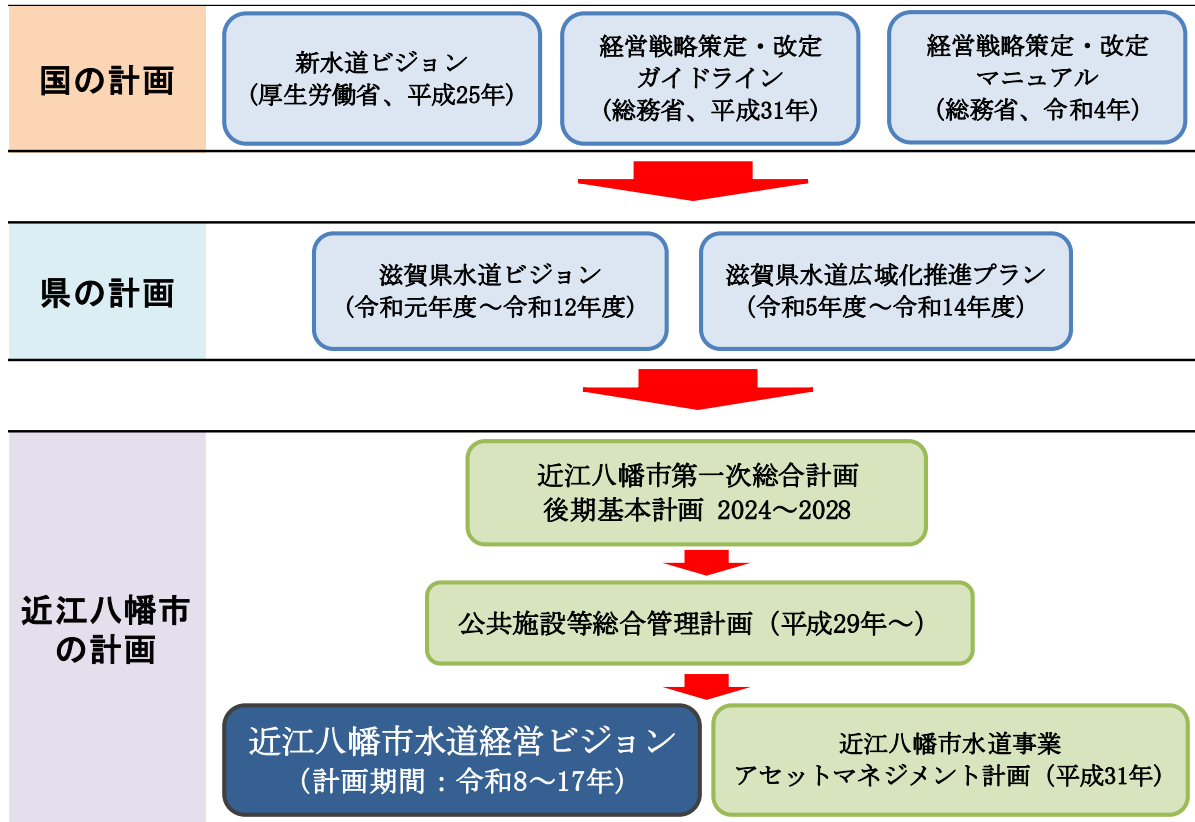 国の計画
新水道ビジョン
(厚生労働省、平成25年)
経営戦略策定・改定
ガイドライン
(総務省、平成31年)
経営戦略策定・改定
マニュアル
(総務省、令和4年)
県の計画
滋賀県水道ビジョン
(令和元年度～令和12年度)
滋賀県水道広域化推進プラン
(令和5年度～令和14年度)
近江八幡市
の計画
近江八幡市第一次総合計画
後期基本計画 2024～2028
公共施設等総合管理計画（平成29年～）
近江八幡市水道経営ビジョン
（計画期間：令和8～17年）
近江八幡市水道事業
アセットマネジメント計画（平成31年）